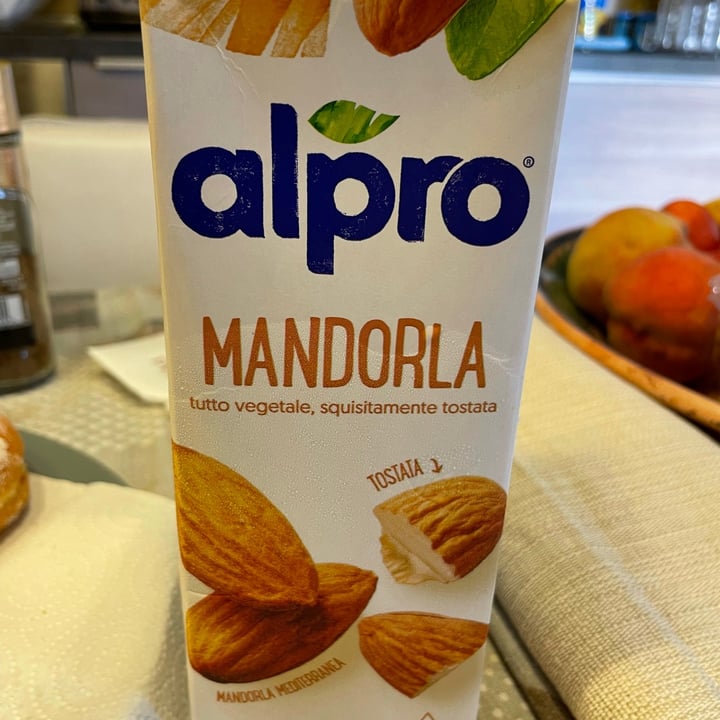 alpro®
MANDORLA
tutto vegetale, squisitamente tostata
TOSTATA
MANDORLA MEDITERRANEA